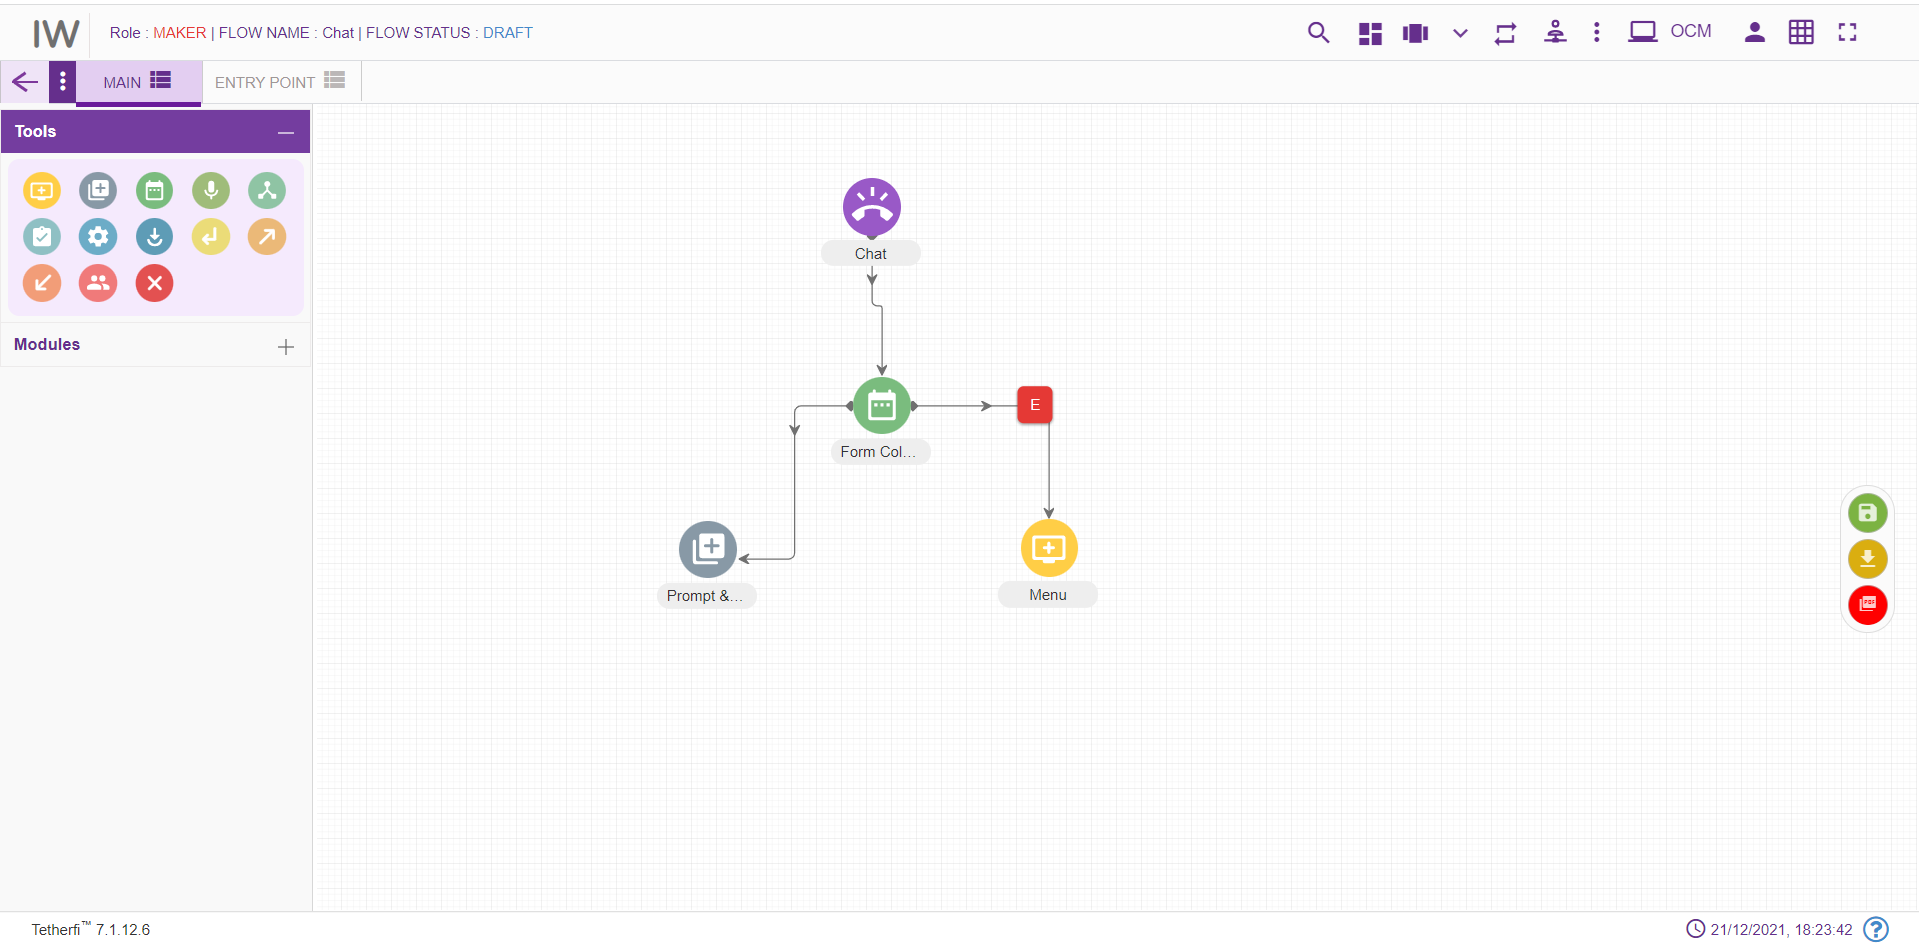 IW
Role : MAKER | FLOW NAME : Chat | FLOW STATUS : DRAFT
OCM
MAIN
ENTRY POINT
Tools
Modules
Chat
E
Form Col...
Prompt &...
Menu
PDF
Tetherfi™ 7.1.12.6
21/12/2021, 18:23:42
?